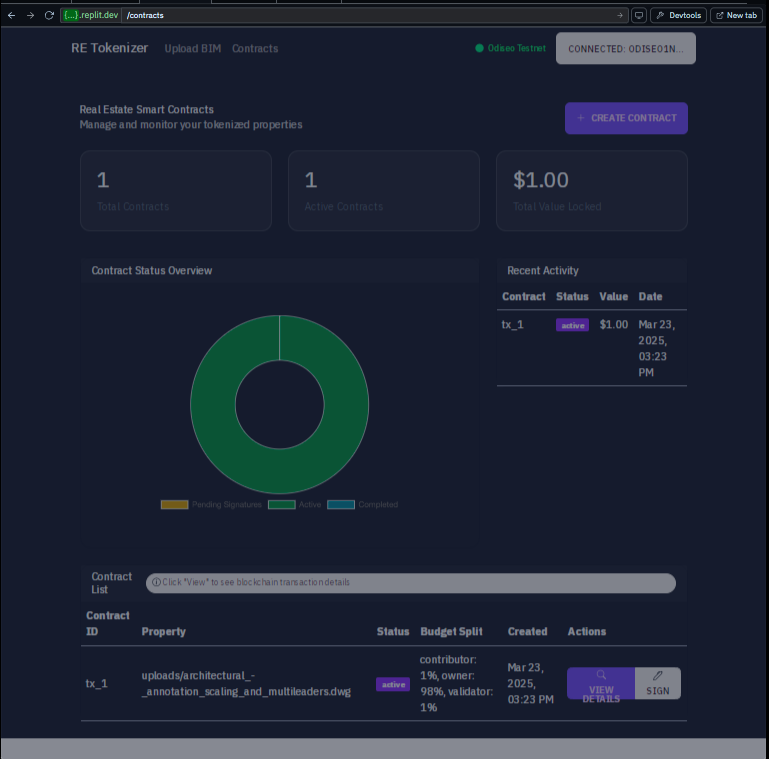 {...}.replit.dev /contracts Devtools New tab
RE Tokenizer Upload BIM Contracts Odiseo Testnet CONNECTED: ODISEO1N...
Real Estate Smart Contracts
Manage and monitor your tokenized properties
+ CREATE CONTRACT
1
Total Contracts
1
Active Contracts
$1.00
Total Value Locked
Contract Status Overview
Pending Signatures Active Completed
Recent Activity
Contract Status Value Date
tx_1 active $1.00 Mar 23,
2025,
03:23
PM
Contract
List
Click "View" to see blockchain transaction details
Contract
ID Property Status Budget Split Created Actions
tx_1
uploads/architectural_-
_annotation_scaling_and_multileaders.dwg
active
contributor:
1%, owner:
98%, validator:
1%
Mar 23,
2025,
03:23 PM
VIEW
DETAILS
SIGN